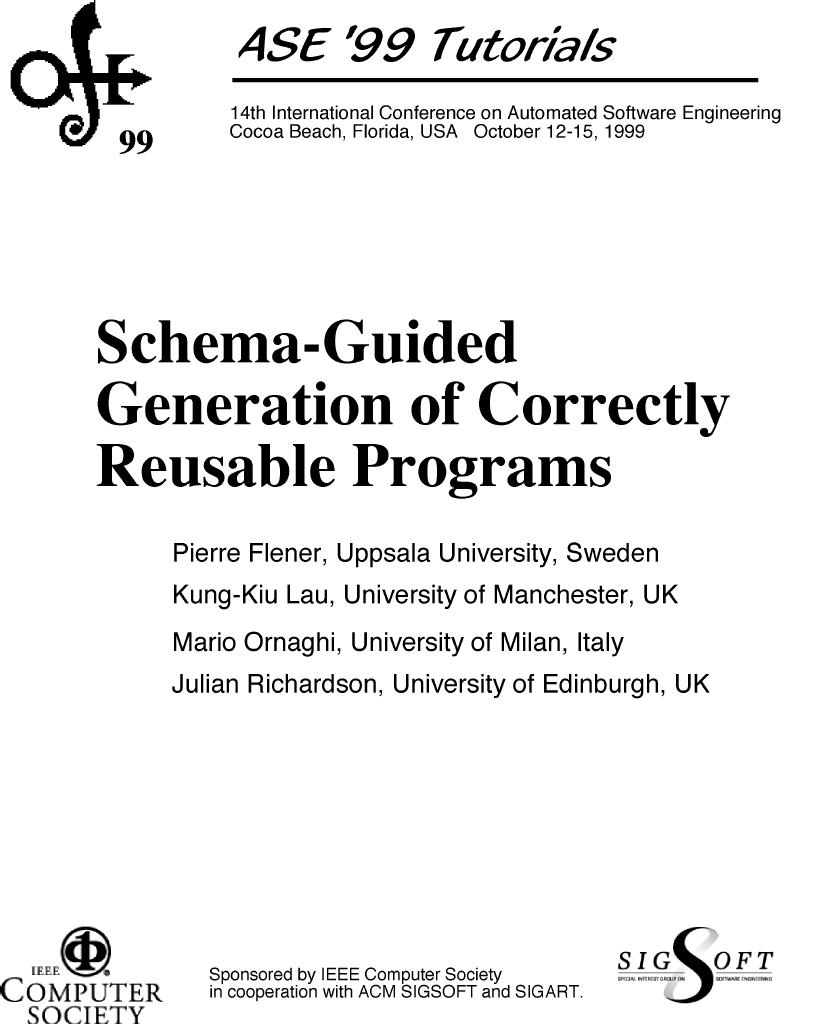 ASE '99 Tutorials
99
14th International Conference on Automated Software Engineering
Cocoa Beach, Florida, USA October 12-15, 1999
Schema-Guided
Generation of Correctly
Reusable Programs
Pierre Flener, Uppsala University, Sweden
Kung-Kiu Lau, University of Manchester, UK
Mario Ornaghi, University of Milan, Italy
Julian Richardson, University of Edinburgh, UK
IEEE
COMPUTER
SOCIETY
Sponsored by IEEE Computer Society
in cooperation with ACM SIGSOFT and SIGART.
SIGSOFT
SPECIAL INTEREST GROUP ON SOFTWARE ENGINEERING